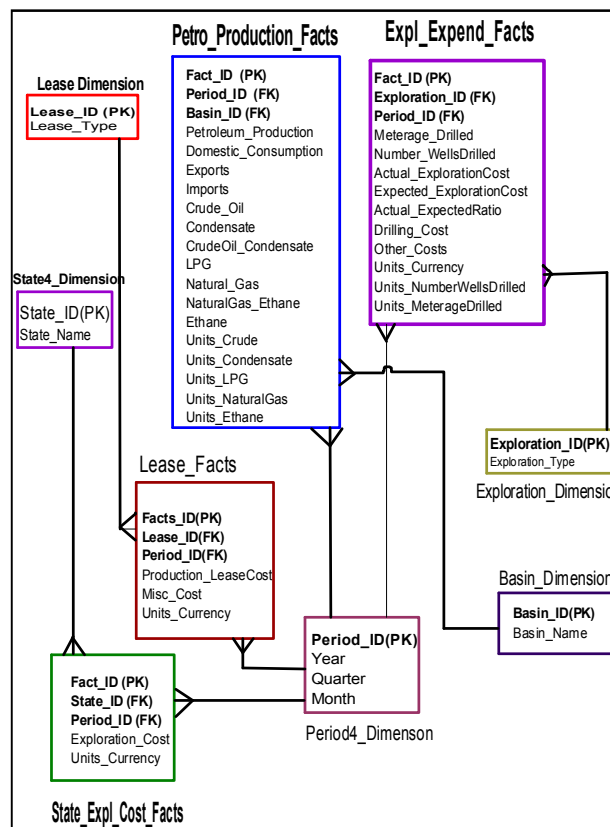 Petro_Production_Facts
Fact_ID (PK)
Period_ID (FK)
Basin_ID (FK)
Petroleum_Production
Domestic_Consumption
Exports
Imports
Crude_Oil
Condensate
CrudeOil_Condensate
LPG
Natural_Gas
NaturalGas_Ethane
Ethane
Units_Crude
Units_Condensate
Units_LPG
Units_NaturalGas
Units_Ethane
Expl_Expend_Facts
Fact_ID (PK)
Exploration_ID (FK)
Period_ID (FK)
Meterage_Drilled
Number_WellsDrilled
Actual_ExplorationCost
Expected_ExplorationCost
Actual_ExpectedRatio
Drilling_Cost
Other_Costs
Units_Currency
Units_NumberWellsDrilled
Units_MeterageDrilled
Lease Dimension
Lease_ID (PK)
Lease_Type
State4_Dimension
State_ID(PK)
State_Name
Lease_Facts
Facts_ID(PK)
Lease_ID(FK)
Period_ID(FK)
Production_LeaseCost
Misc_Cost
Units_Currency
Exploration_ID(PK)
Exploration_Type
Exploration_Dimension
Basin_Dimension
Basin_ID(PK)
Basin_Name
Period_ID(PK)
Year
Quarter
Month
Period4_Dimenson
Fact_ID (PK)
State_ID (FK)
Period_ID (FK)
Exploration_Cost
Units_Currency
State_Expl_Cost_Facts